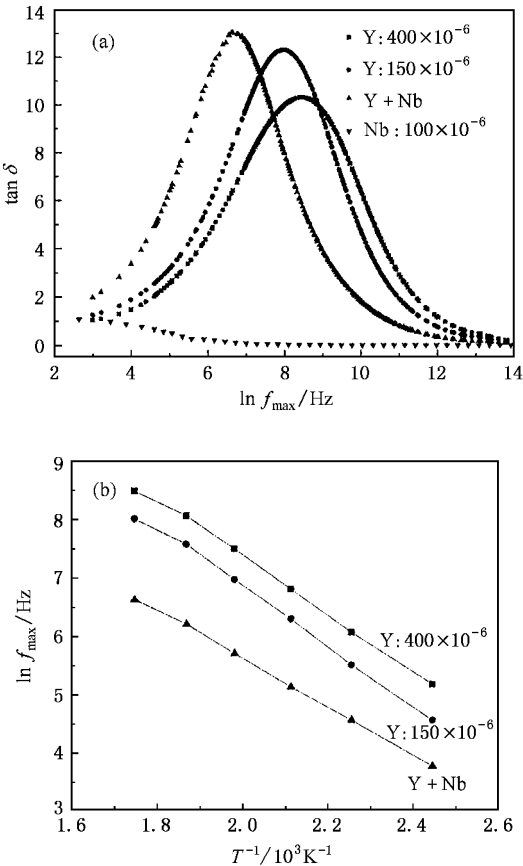 (a)
Y: 400×10⁻⁶
Y: 150×10⁻⁶
Y + Nb
Nb : 100×10⁻⁶
tan δ
14
12
10
8
6
4
2
0
2 4 6 8 10 12 14
ln f_max/Hz
(b)
ln f_max/Hz
9
8
7
6
5
4
3
Y: 400×10⁻⁶
Y: 150×10⁻⁶
Y + Nb
1.6 1.8 2.0 2.2 2.4 2.6
T⁻¹/10³K⁻¹